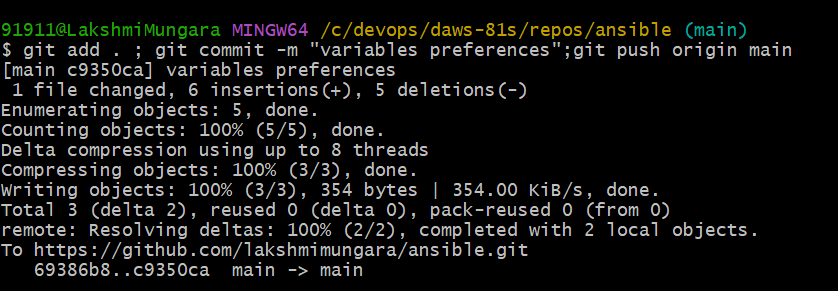 91911@LakshmiMungara MINGW64 /c/devops/daws-81s/repos/ansible (main)
$ git add . ; git commit -m "variables preferences";git push origin main
[main c9350ca] variables preferences
 1 file changed, 6 insertions(+), 5 deletions(-)
Enumerating objects: 5, done.
Counting objects: 100% (5/5), done.
Delta compression using up to 8 threads
Compressing objects: 100% (3/3), done.
Writing objects: 100% (3/3), 354 bytes | 354.00 KiB/s, done.
Total 3 (delta 2), reused 0 (delta 0), pack-reused 0 (from 0)
remote: Resolving deltas: 100% (2/2), completed with 2 local objects.
To https://github.com/lakshmimungara/ansible.git
   69386b8..c9350ca  main -> main